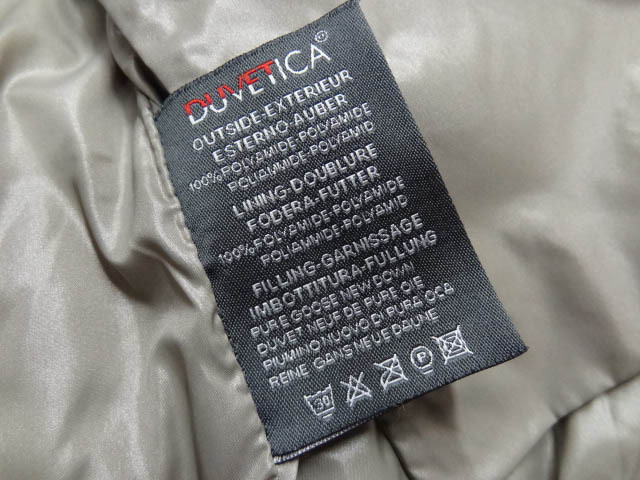 DUVETICA®
OUTSIDE-EXTERIEUR
ESTERNO-AUBER
100%POLYAMIDE-POLYAMIDE
POLIAMMIDE-POLYAMID
LINING-DOUBLURE
FODERA-FUTTER
100%POLYAMIDE-POLYAMIDE
POLIAMMIDE-POLYAMID
FILLING-GARNISSAGE
IMBOTTITURA-FULLUNG
PURE GOOSE NEW DOWN
DUVET NEUF DE PURE OIE
PIUMINO NUOVO DI PURA OCA
REINE GANS NEUE DAUNE
30 P